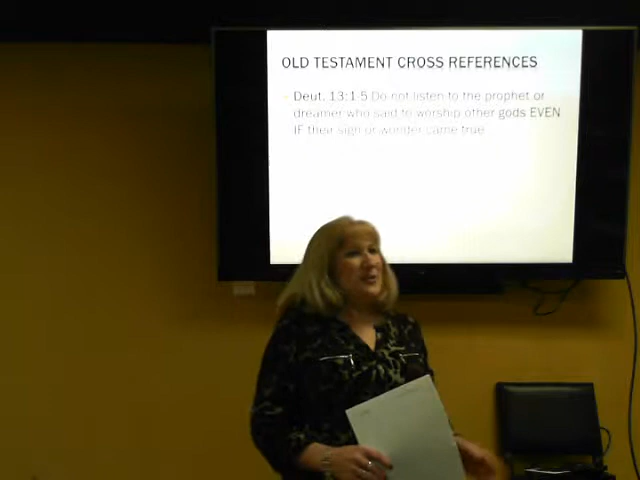 OLD TESTAMENT CROSS REFERENCES
Deut. 13:1-5 Do not listen to the prophet or
dreamer who said to worship other gods EVEN
IF their sign or wonder came true